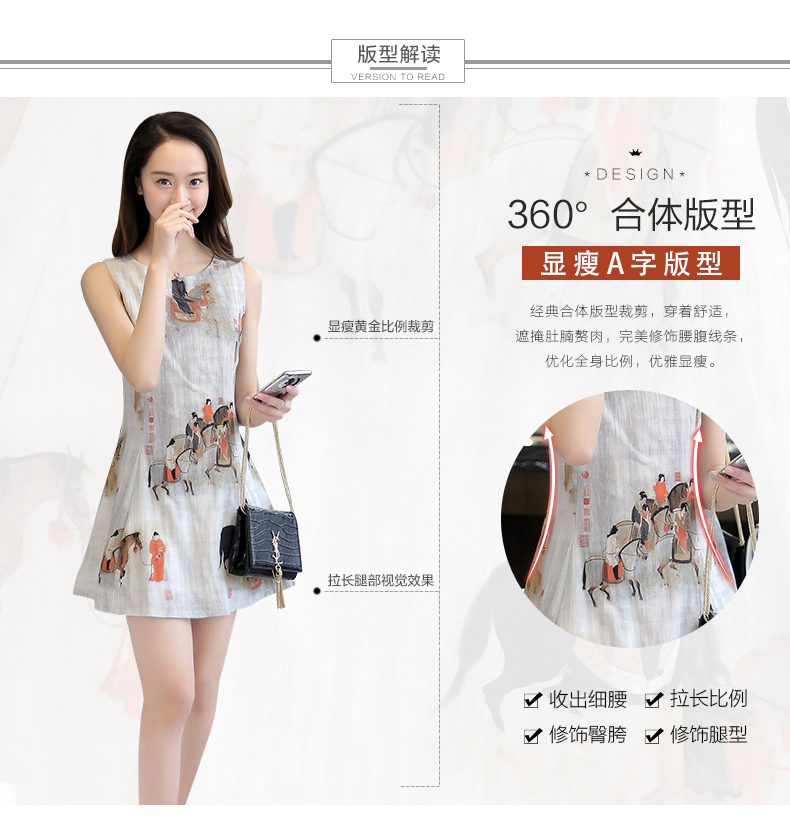 版型解读
VERSION TO READ
*DESIGN*
360°合体版型
显瘦A字版型
经典合体版型裁剪，穿着舒适，
遮掩肚腩赘肉，完美修饰腰腹线条，
优化全身比例，优雅显瘦。
显瘦黄金比例裁剪
拉长腿部视觉效果
收出细腰
拉长比例
修饰臀胯
修饰腿型